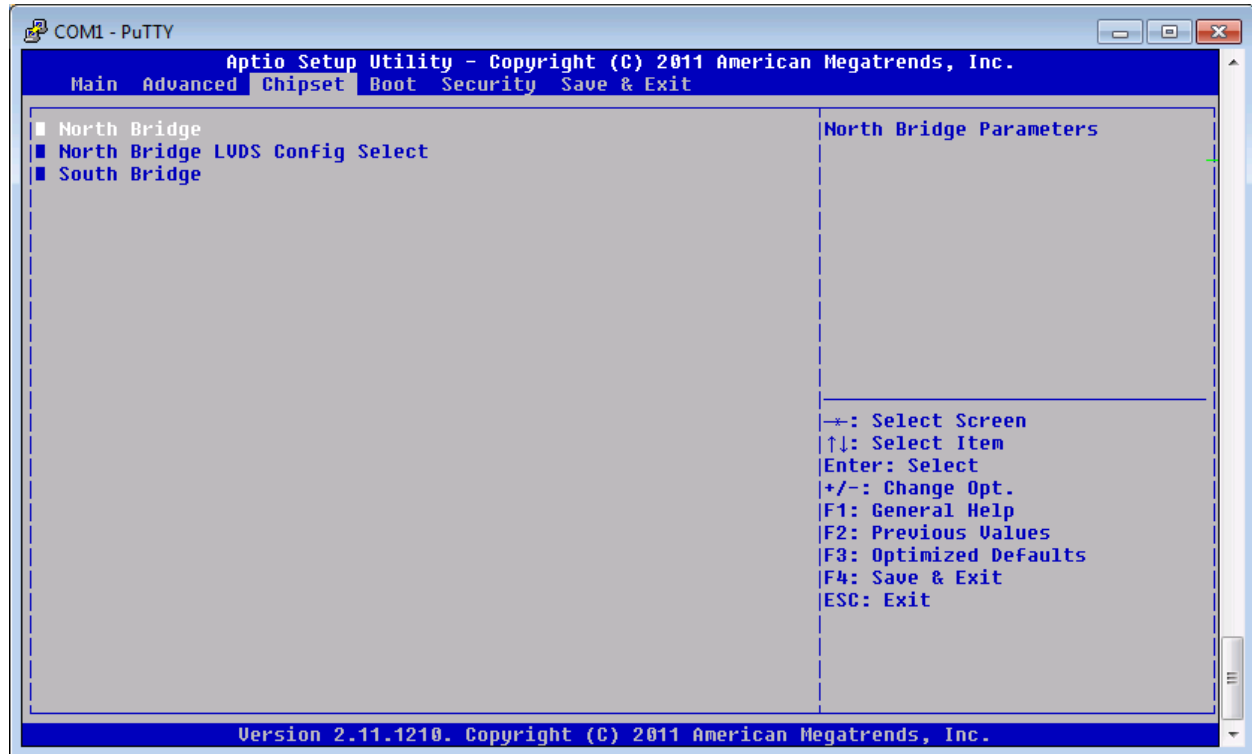 COM1 - PuTTY
Aptio Setup Utility - Copyright (C) 2011 American Megatrends, Inc.
Main Advanced Chipset Boot Security Save & Exit
North Bridge
North Bridge LVDS Config Select
South Bridge
North Bridge Parameters
→←: Select Screen
↑↓: Select Item
Enter: Select
+/-: Change Opt.
F1: General Help
F2: Previous Values
F3: Optimized Defaults
F4: Save & Exit
ESC: Exit
Version 2.11.1210. Copyright (C) 2011 American Megatrends, Inc.